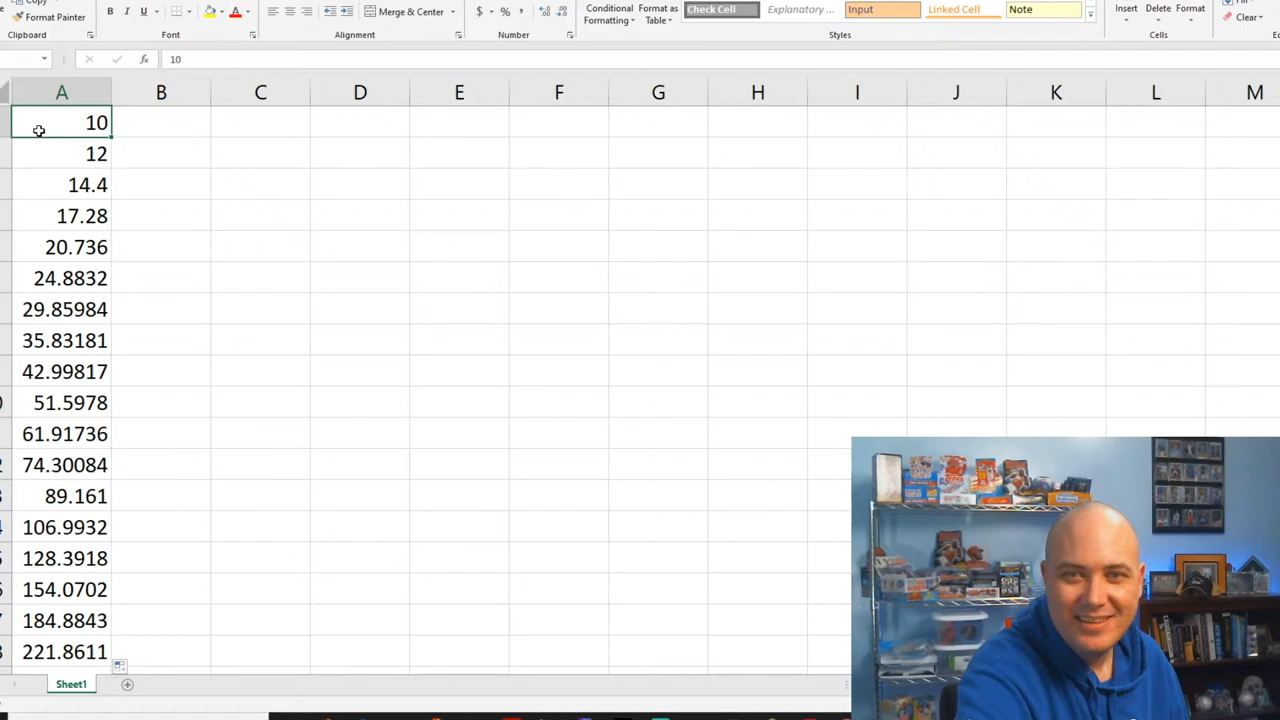 Copy
Format Painter
B I U
A
Merge & Center
$ % ,
Conditional
Formatting
Format as
Table
Check Cell
Explanatory ...
Input
Linked Cell
Note
Insert
Delete
Format
Fill
Clear
Clipboard
Font
Alignment
Number
Styles
Cells
fx
10
A B C D E F G H I J K L M
10
12
14.4
17.28
20.736
24.8832
29.85984
35.83181
42.99817
51.5978
61.91736
74.30084
89.161
106.9932
128.3918
154.0702
184.8843
221.8611
Sheet1